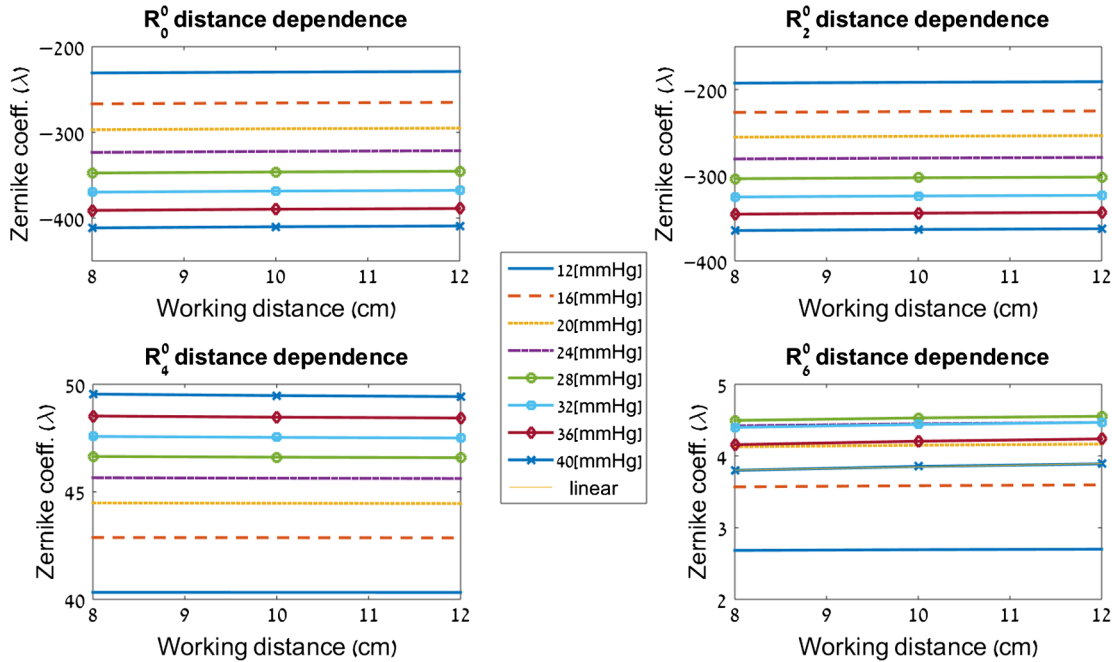 R⁰₀ distance dependence
−200
−300
−400
8 9 10 11 12
Zernike coeff. (λ)
Working distance (cm)
R⁰₂ distance dependence
−200
−300
−400
8 9 10 11 12
Zernike coeff. (λ)
Working distance (cm)
12[mmHg]
16[mmHg]
20[mmHg]
24[mmHg]
28[mmHg]
32[mmHg]
36[mmHg]
40[mmHg]
linear
R⁰₄ distance dependence
50
45
40
8 9 10 11 12
Zernike coeff. (λ)
Working distance (cm)
R⁰₆ distance dependence
5
4
3
2
8 9 10 11 12
Zernike coeff. (λ)
Working distance (cm)